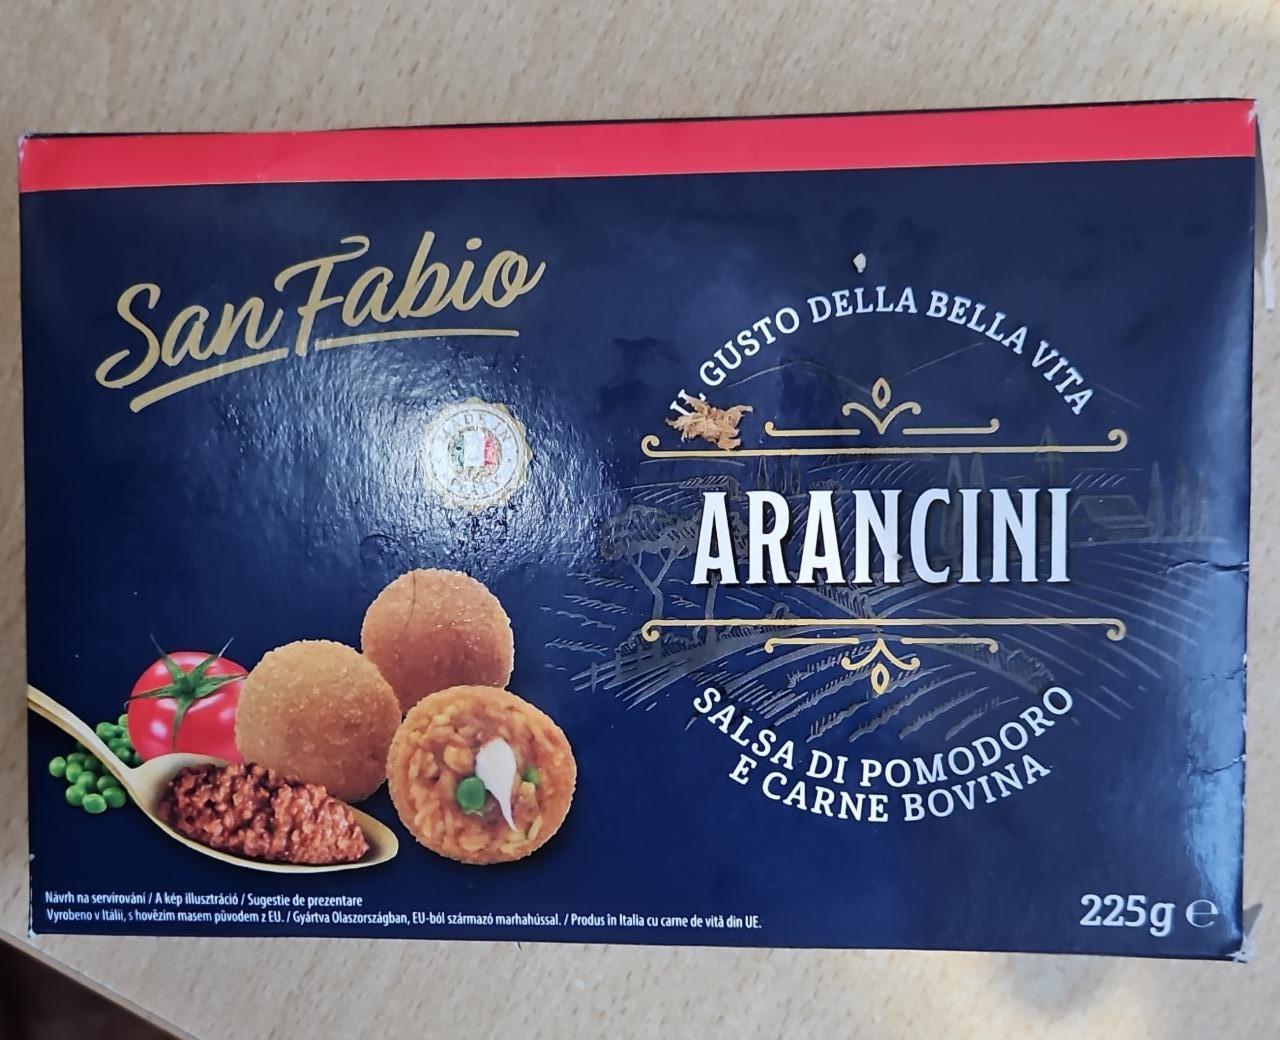 San Fabio
IL GUSTO DELLA BELLA VITA
ARANCINI
SALSA DI POMODORO
E CARNE BOVINA
Návrh na servírování / A kép illusztráció / Sugestie de prezentare
Vyrobeno v Itálii, s hovězím masem původem z EU. / Gyártva Olaszországban, EU-ból származó marhahússal. / Produs în Italia cu carne de vită din UE.
225g e